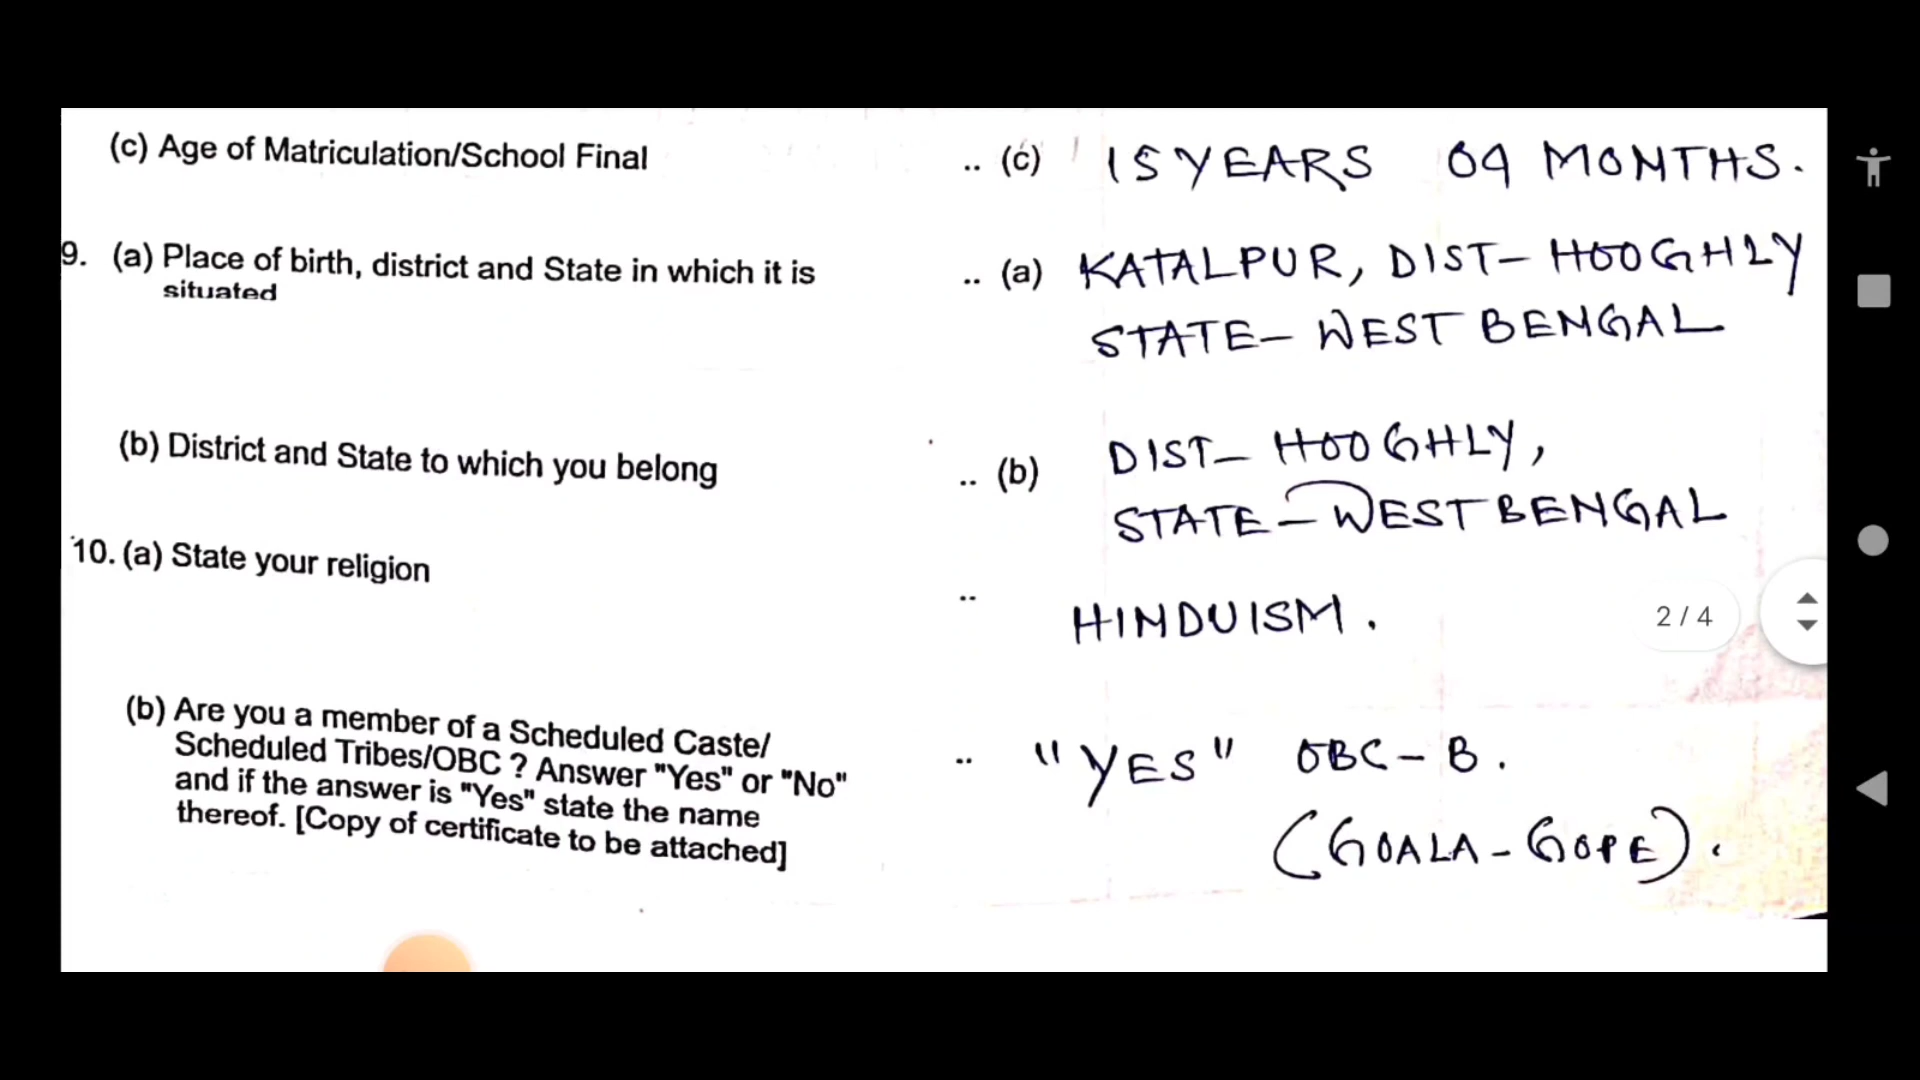 (c) Age of Matriculation/School Final .. (c) 15 YEARS 09 MONTHS.
9. (a) Place of birth, district and State in which it is .. (a) KATALPUR, DIST- HOOGHLY
situated STATE- WEST BENGAL
(b) District and State to which you belong .. (b) DIST- HOOGHLY,
STATE- WEST BENGAL
10. (a) State your religion .. HINDUISM.
2 / 4
(b) Are you a member of a Scheduled Caste/
Scheduled Tribes/OBC ? Answer "Yes" or "No" .. "YES" OBC-B.
and if the answer is "Yes" state the name
thereof. [Copy of certificate to be attached] (GOALA-GOPE).